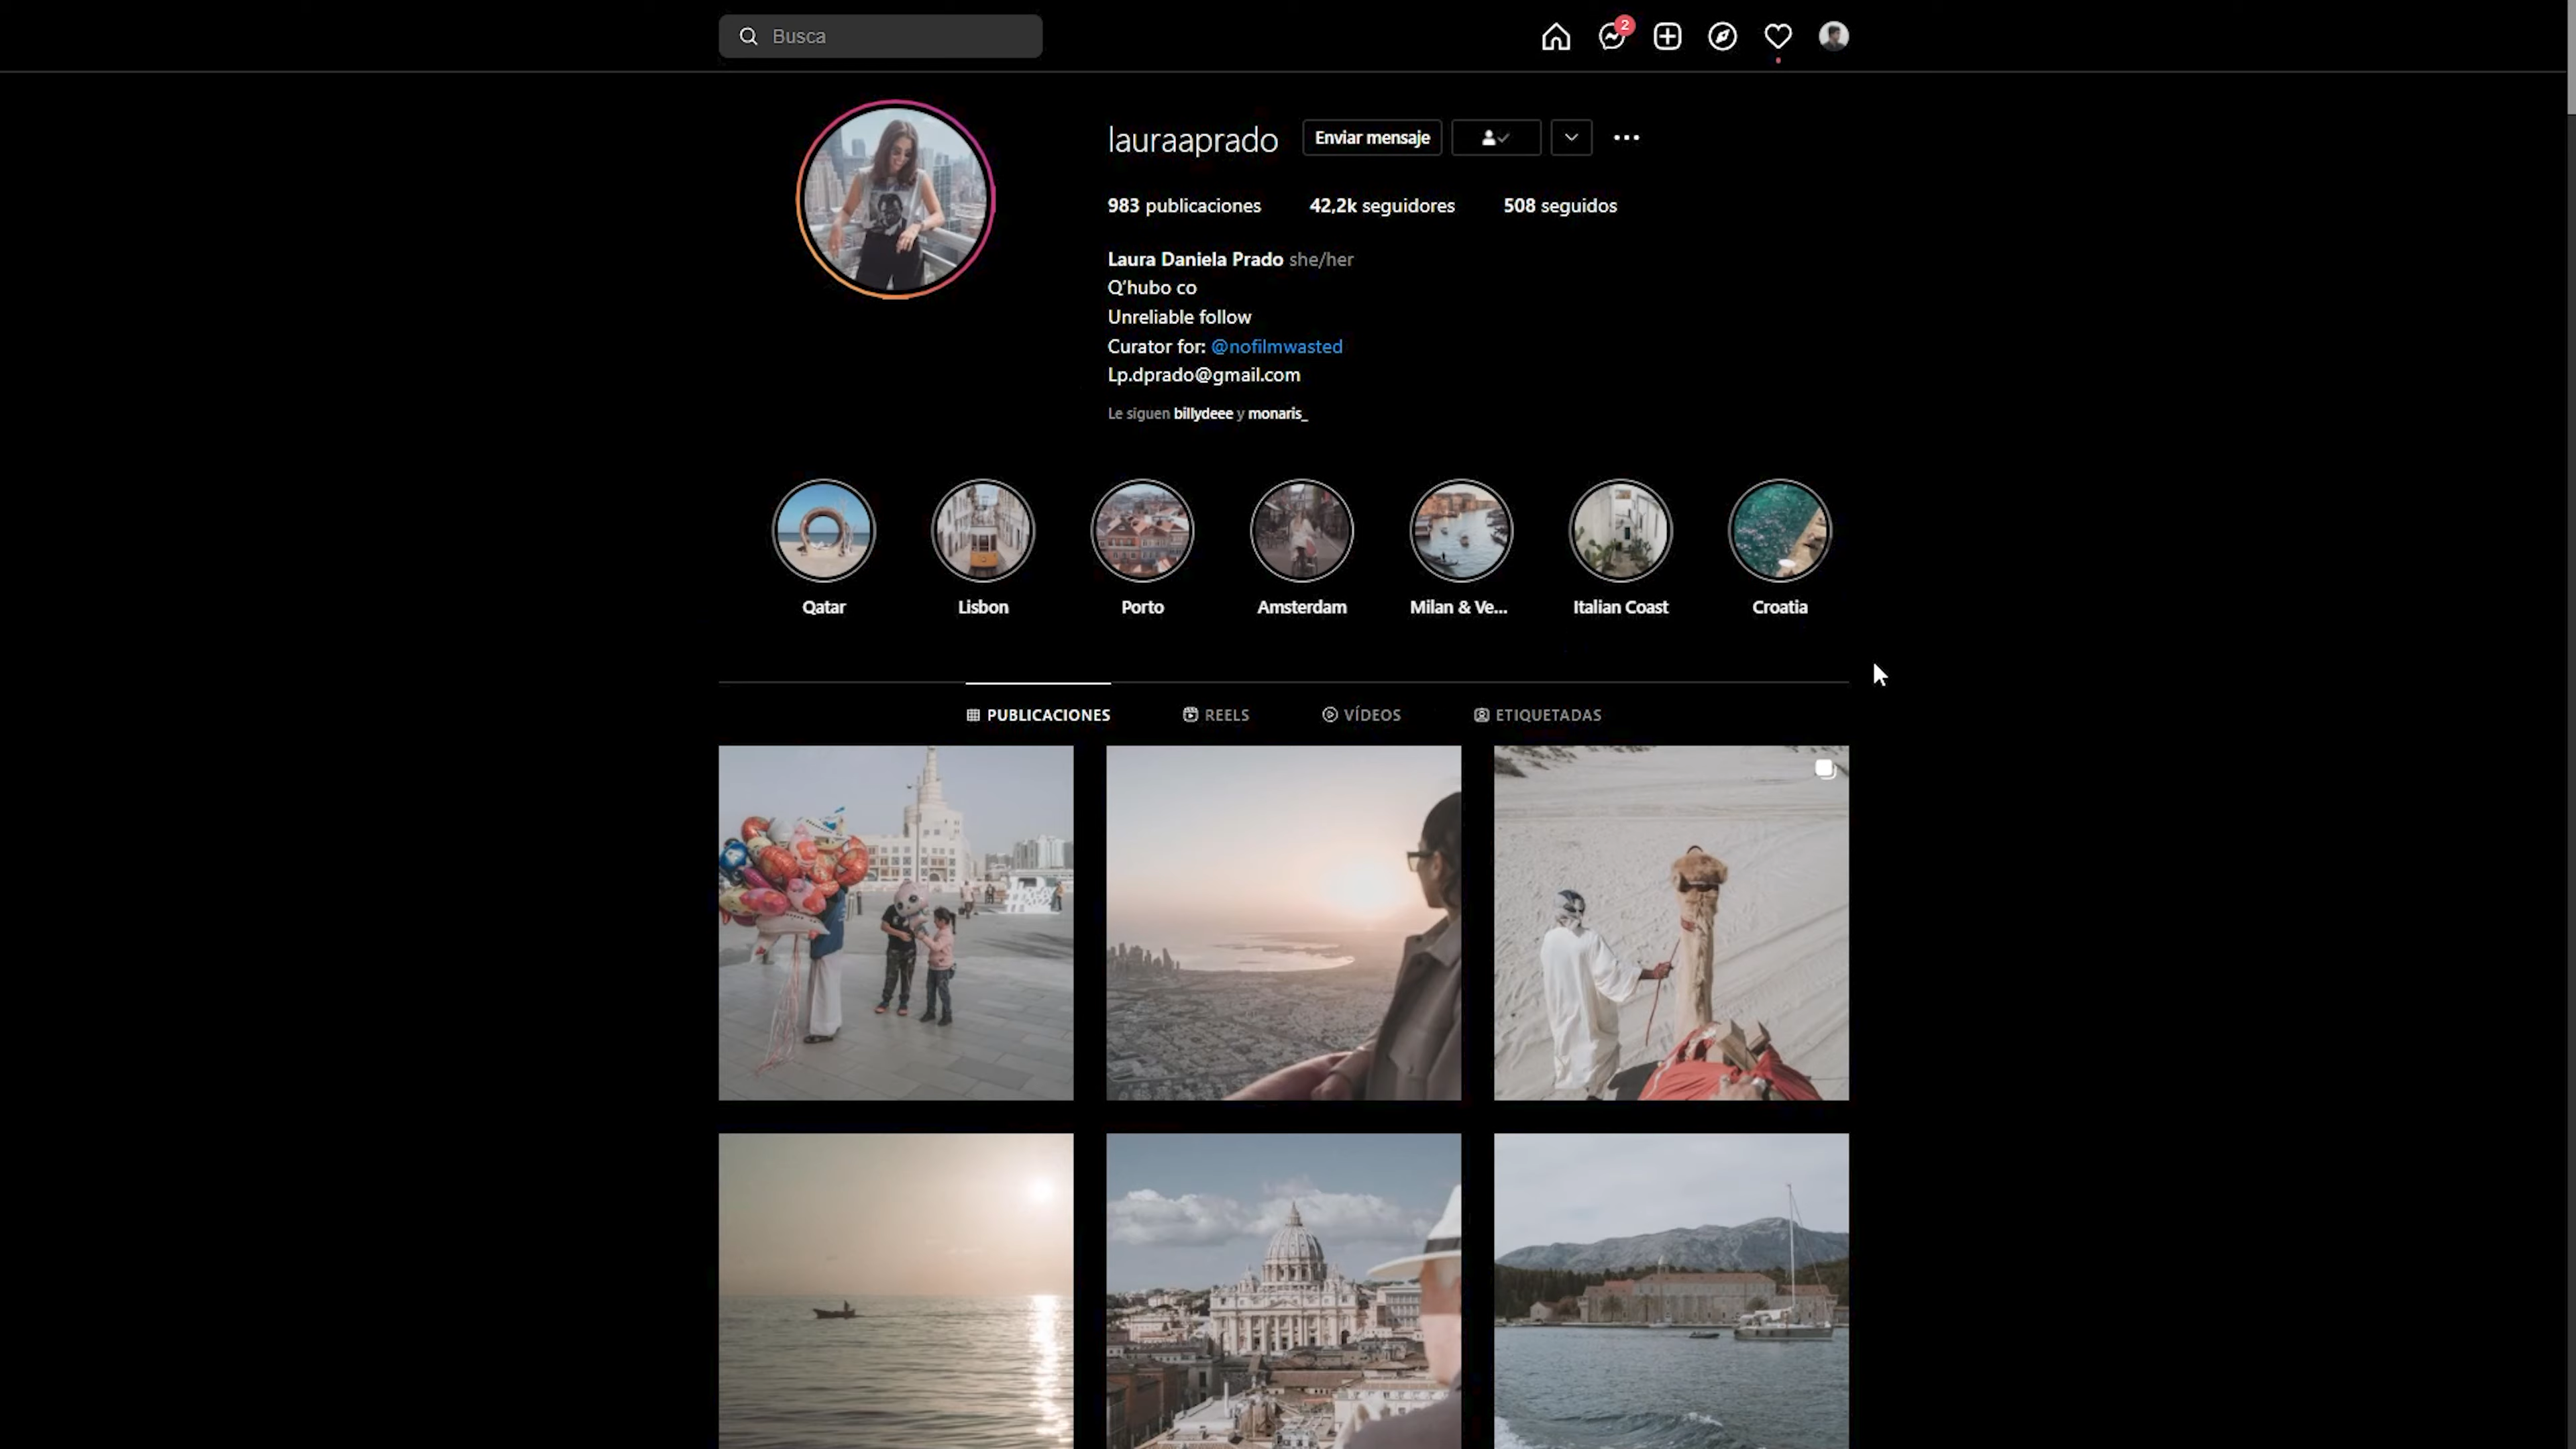 Busca
2
lauraaprado Enviar mensaje
983 publicaciones 42,2k seguidores 508 seguidos
Laura Daniela Prado she/her
Q'hubo co
Unreliable follow
Curator for: @nofilmwasted
Lp.dprado@gmail.com
Le siguen billydeee y monaris_
Qatar Lisbon Porto Amsterdam Milan & Ve... Italian Coast Croatia
PUBLICACIONES REELS VÍDEOS ETIQUETADAS